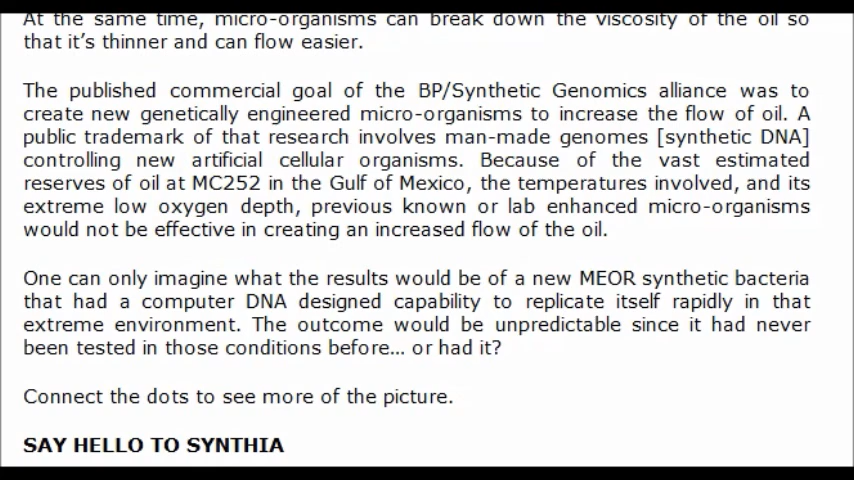 At the same time, micro-organisms can break down the viscosity of the oil so
that it's thinner and can flow easier.
The published commercial goal of the BP/Synthetic Genomics alliance was to
create new genetically engineered micro-organisms to increase the flow of oil. A
public trademark of that research involves man-made genomes [synthetic DNA]
controlling new artificial cellular organisms. Because of the vast estimated
reserves of oil at MC252 in the Gulf of Mexico, the temperatures involved, and its
extreme low oxygen depth, previous known or lab enhanced micro-organisms
would not be effective in creating an increased flow of the oil.
One can only imagine what the results would be of a new MEOR synthetic bacteria
that had a computer DNA designed capability to replicate itself rapidly in that
extreme environment. The outcome would be unpredictable since it had never
been tested in those conditions before... or had it?
Connect the dots to see more of the picture.
SAY HELLO TO SYNTHIA